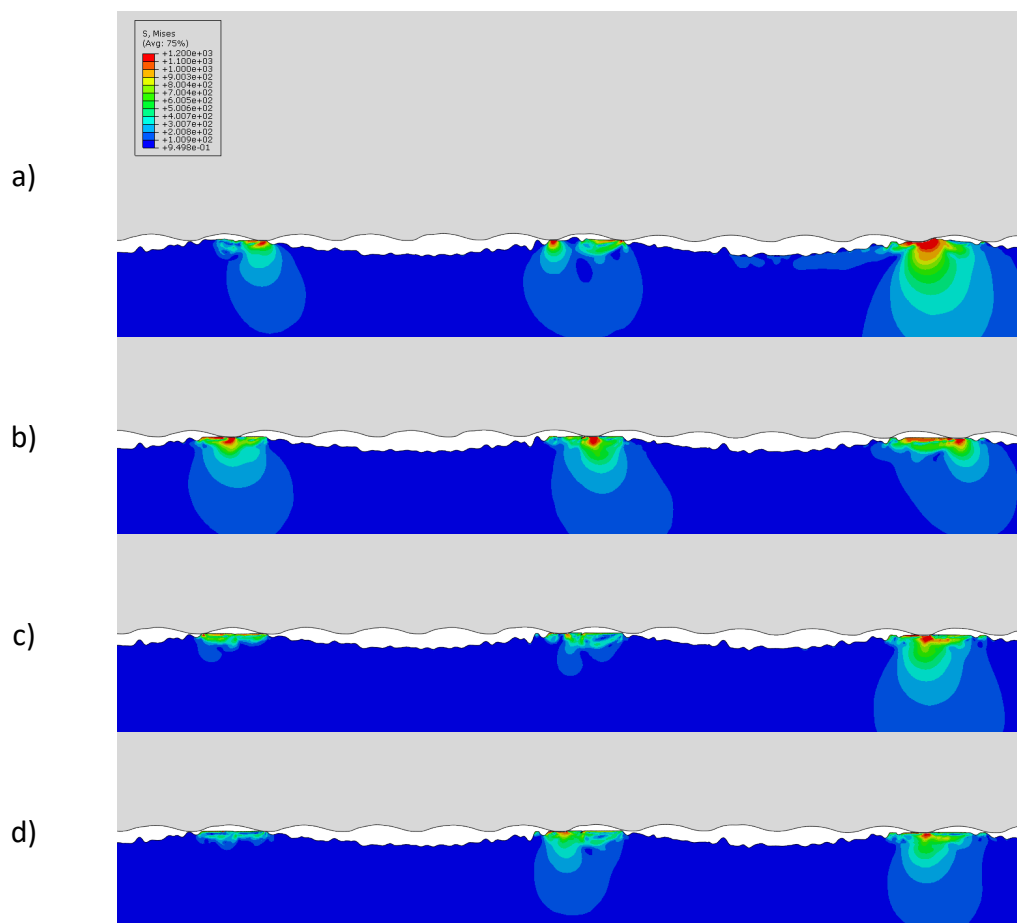 S, Mises
(Avg: 75%)
+1.200e+03
+1.100e+03
+1.000e+03
+9.003e+02
+8.004e+02
+7.004e+02
+6.005e+02
+5.006e+02
+4.007e+02
+3.007e+02
+2.008e+02
+1.009e+02
+9.498e-01
a)
b)
c)
d)